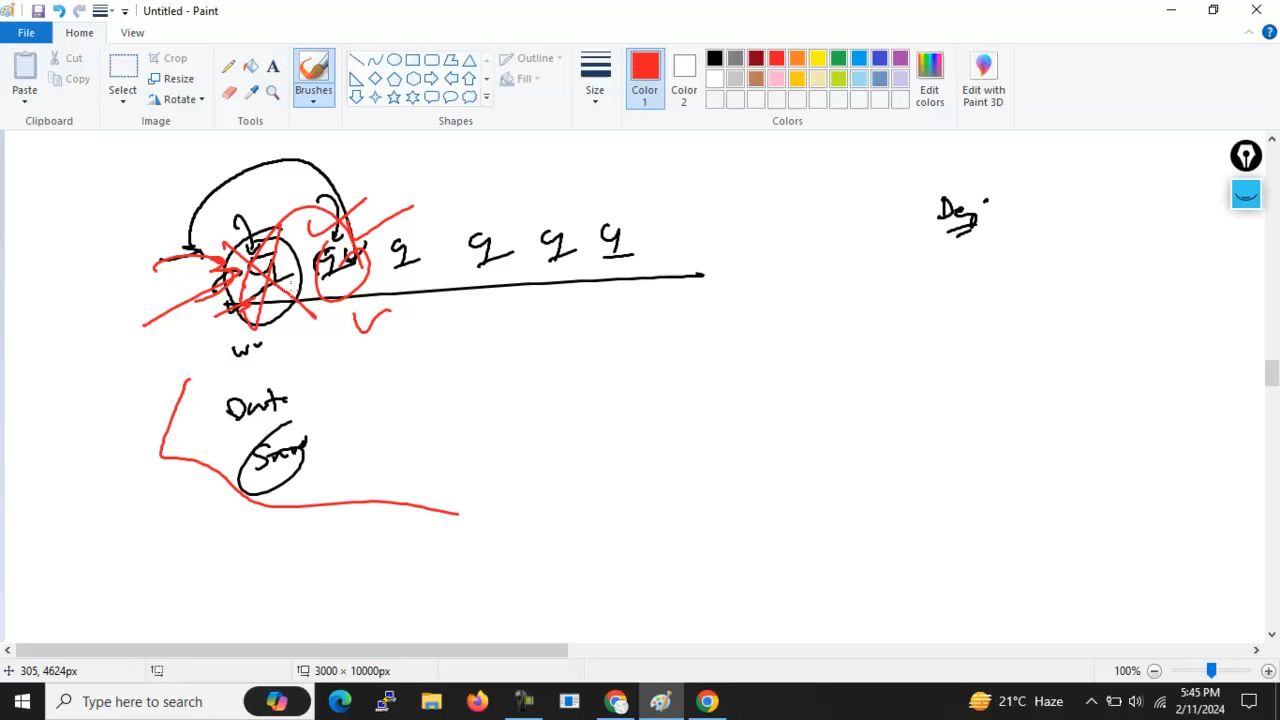 Untitled - Paint
File Home View
Paste Cut Copy Select Crop Resize Rotate A Brushes Outline Fill Size Color 1 Color 2 Edit colors Edit with Paint 3D
Clipboard Image Tools Shapes Colors
q q q q
305, 4624px 3000 × 10000px 100%
Type here to search 21°C Haze 5:45 PM
2/11/2024